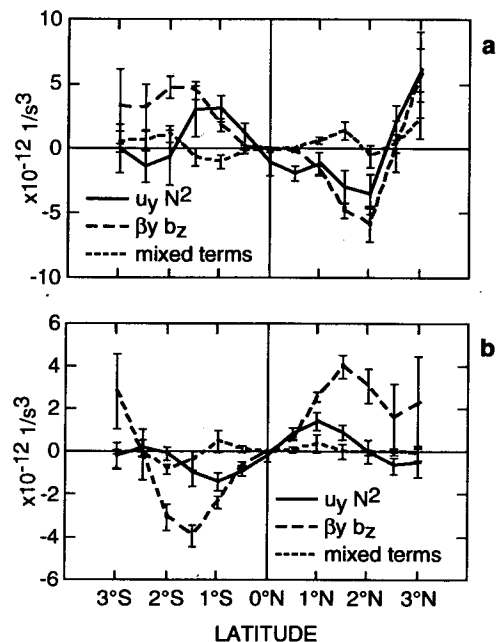 10
a
5
0
-5
-10
x10⁻¹² 1/s³
u_y N²
βy b_z
mixed terms
6
b
4
2
0
-2
-4
-6
x10⁻¹² 1/s³
u_y N²
βy b_z
mixed terms
3°S 2°S 1°S 0°N 1°N 2°N 3°N
LATITUDE